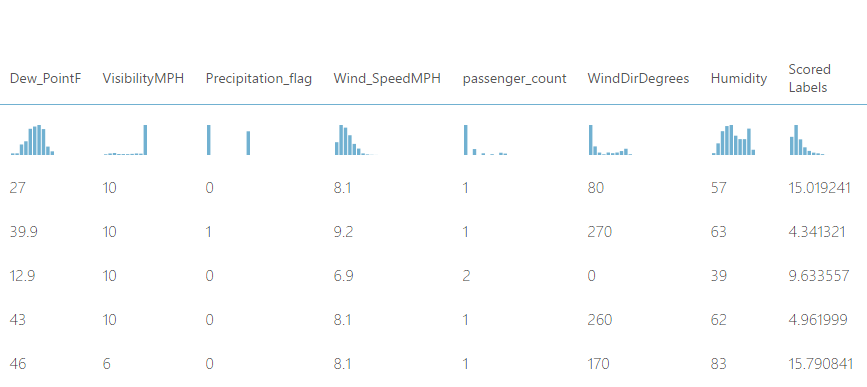 Dew_PointF VisibilityMPH Precipitation_flag Wind_SpeedMPH passenger_count WindDirDegrees Humidity Scored Labels
27 10 0 8.1 1 80 57 15.019241
39.9 10 1 9.2 1 270 63 4.341321
12.9 10 0 6.9 2 0 39 9.633557
43 10 0 8.1 1 260 62 4.961999
46 6 0 8.1 1 170 83 15.790841